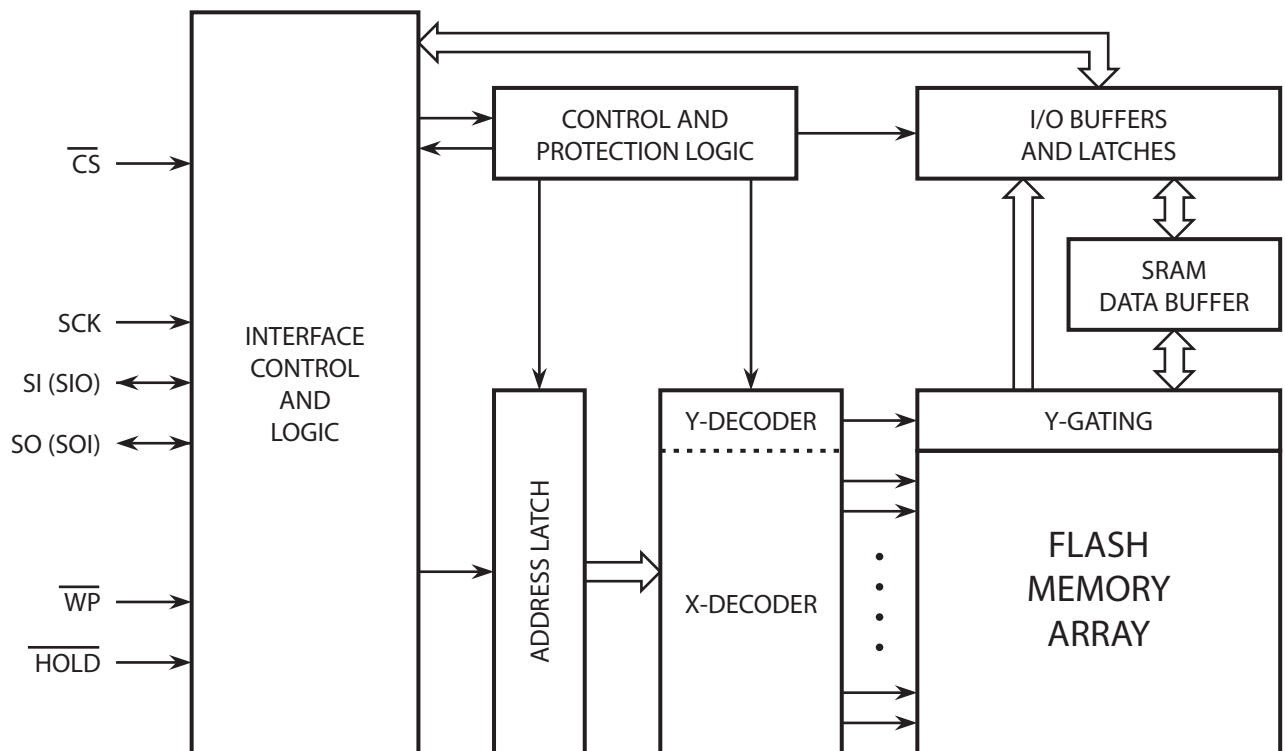 CONTROL AND
PROTECTION LOGIC
I/O BUFFERS
AND LATCHES
CS
SRAM
DATA BUFFER
SCK
SI (SIO)
SO (SOI)
INTERFACE
CONTROL
AND
LOGIC
Y-DECODER
Y-GATING
ADDRESS LATCH
X-DECODER
FLASH
MEMORY
ARRAY
WP
HOLD